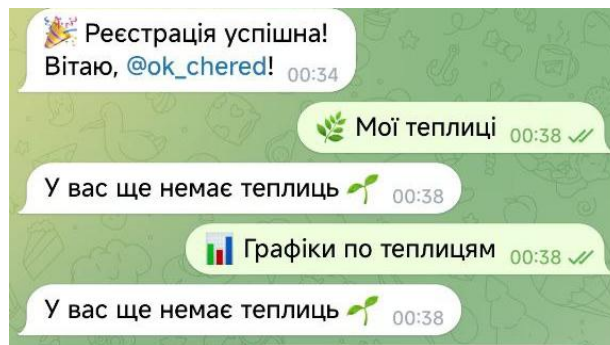 🎉 Реєстрація успішна!
Вітаю, @ok_chered! 00:34
🌿 Мої теплиці 00:38
У вас ще немає теплиць 🌱 00:38
📊 Графіки по теплицям 00:38
У вас ще немає теплиць 🌱 00:38